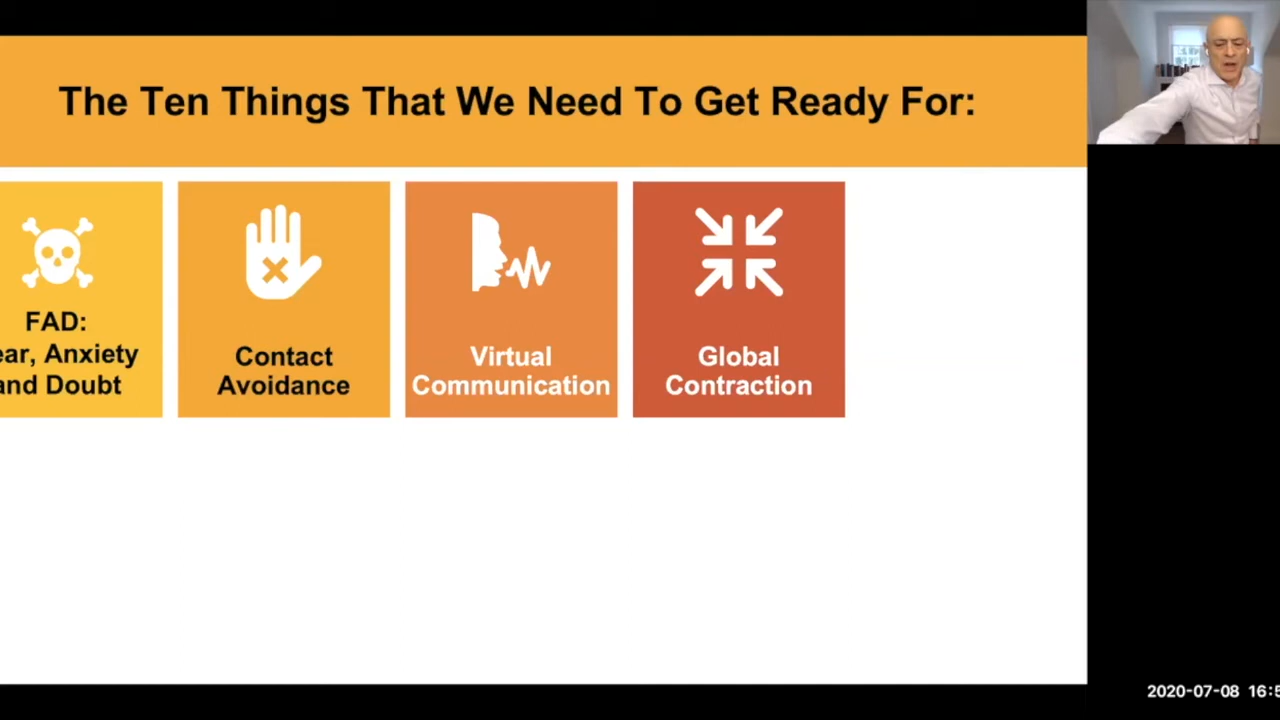 The Ten Things That We Need To Get Ready For:
FAD:
ear, Anxiety
and Doubt
Contact
Avoidance
Virtual
Communication
Global
Contraction
2020-07-08 16:5